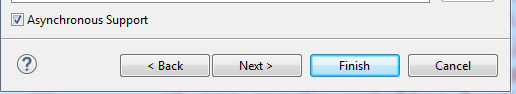 Asynchronous Support
? < Back Next > Finish Cancel